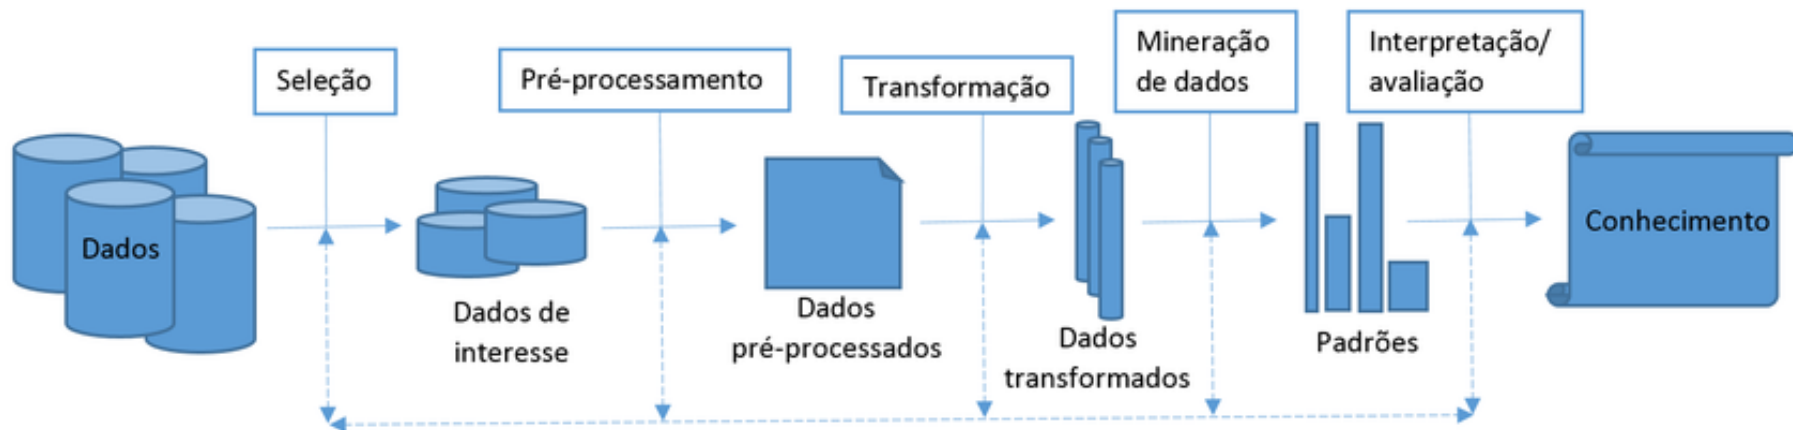 Seleção
Pré-processamento
Transformação
Mineração
de dados
Interpretação/
avaliação
Dados
Dados de
interesse
Dados
pré-processados
Dados
transformados
Padrões
Conhecimento